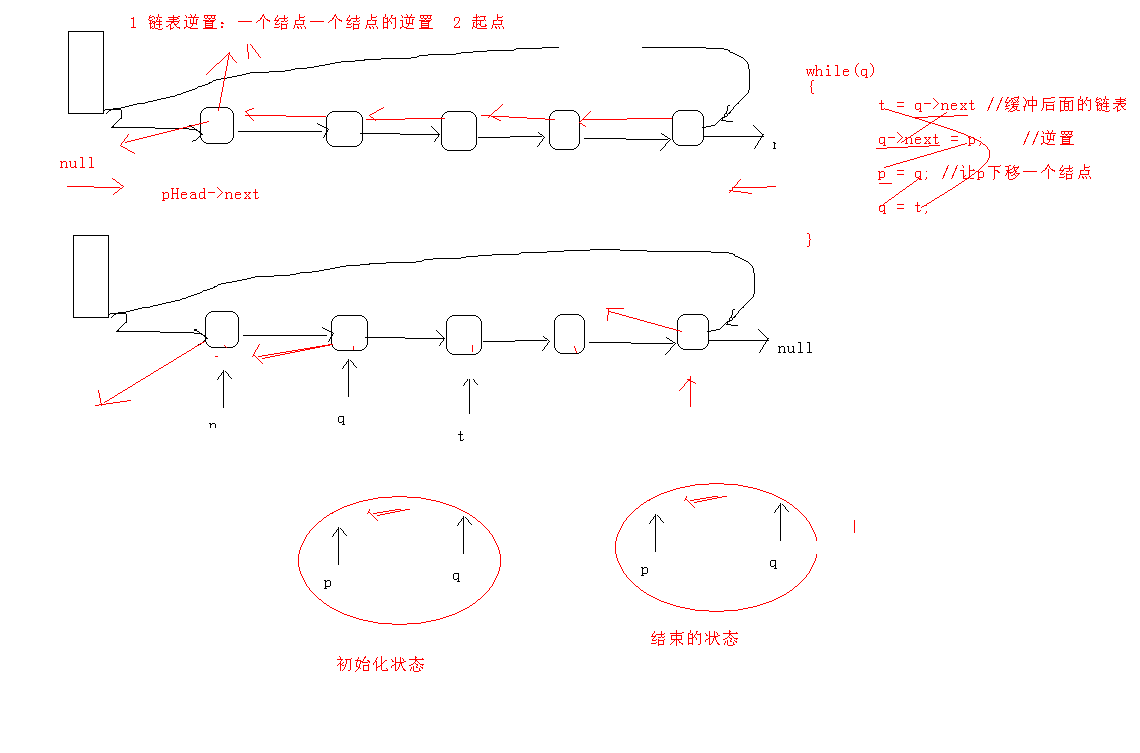 1 链表逆置: 一个结点一个结点的逆置  2 起点
while(q)
{
t = q->next //缓冲后面的链表
q->next = p;  //逆置
p = q; //让p下移一个结点
q = t;
}
null
pHead->next
null
q
t
p
q
初始化状态
p
q
结束的状态